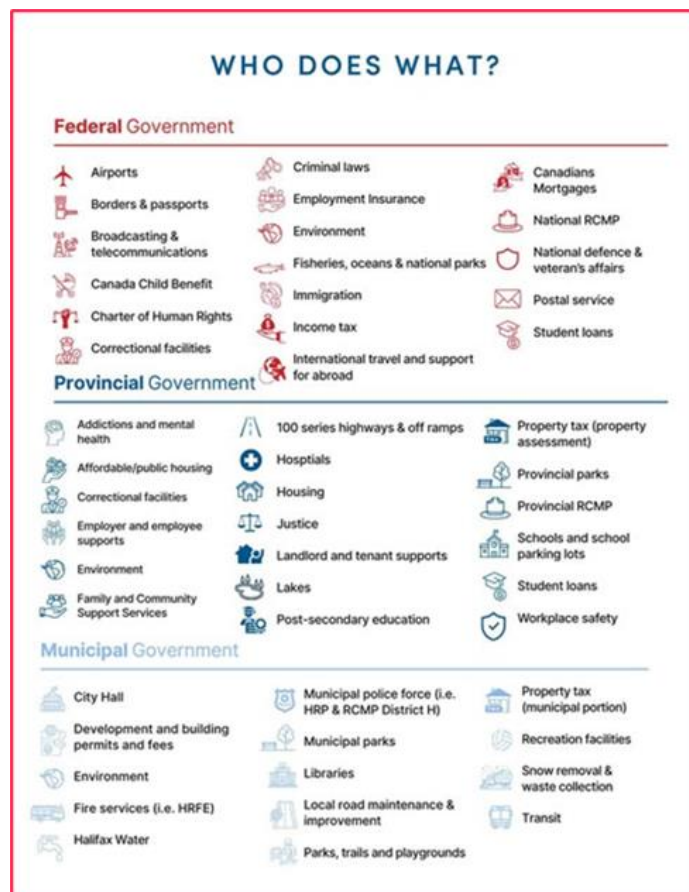 WHO DOES WHAT?
Federal Government
Airports
Borders & passports
Broadcasting &
telecommunications
Canada Child Benefit
Charter of Human Rights
Correctional facilities
Criminal laws
Employment Insurance
Environment
Fisheries, oceans & national parks
Immigration
Income tax
International travel and support
for abroad
Canadians
Mortgages
National RCMP
National defence &
veteran's affairs
Postal service
Student loans
Provincial Government
Addictions and mental
health
Affordable/public housing
Correctional facilities
Employer and employee
supports
Environment
Family and Community
Support Services
100 series highways & off ramps
Hosptials
Housing
Justice
Landlord and tenant supports
Lakes
Post-secondary education
Property tax (property
assessment)
Provincial parks
Provincial RCMP
Schools and school
parking lots
Student loans
Workplace safety
Municipal Government
City Hall
Development and building
permits and fees
Environment
Fire services (i.e. HRFE)
Halifax Water
Municipal police force (i.e.
HRP & RCMP District H)
Municipal parks
Libraries
Local road maintenance &
improvement
Parks, trails and playgrounds
Property tax
(municipal portion)
Recreation facilities
Snow removal &
waste collection
Transit